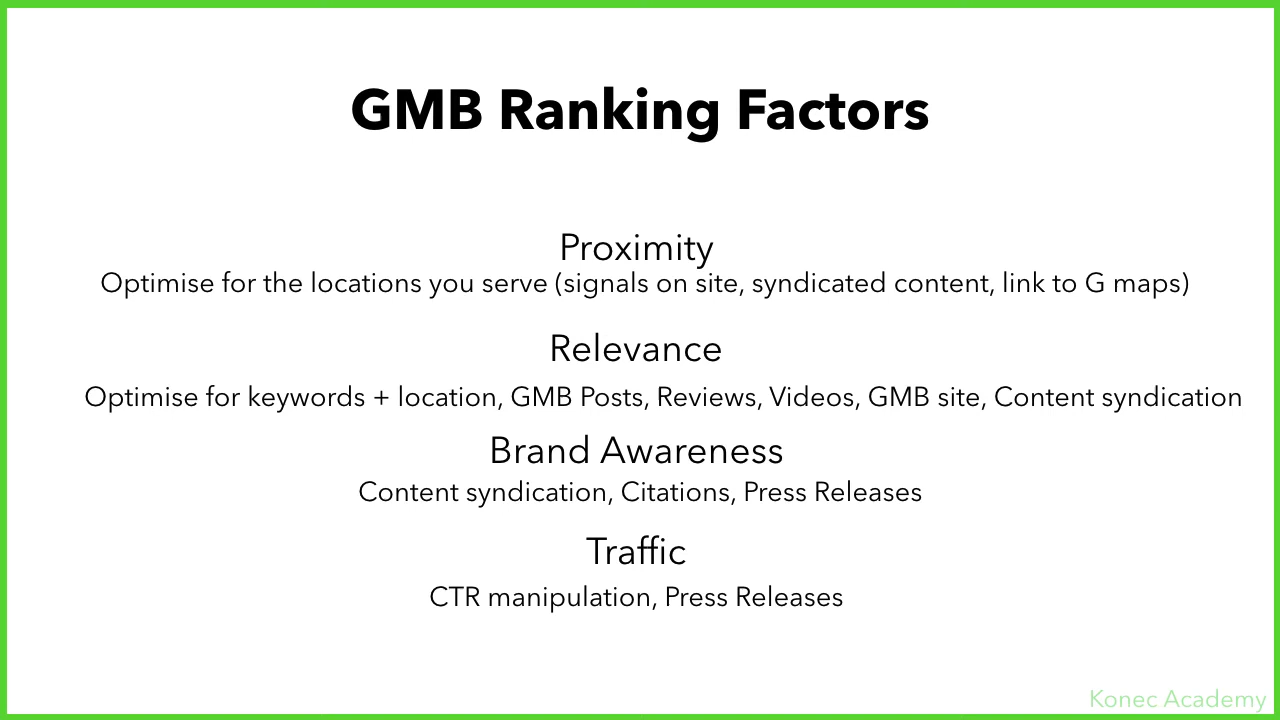 GMB Ranking Factors
Proximity
Optimise for the locations you serve (signals on site, syndicated content, link to G maps)
Relevance
Optimise for keywords + location, GMB Posts, Reviews, Videos, GMB site, Content syndication
Brand Awareness
Content syndication, Citations, Press Releases
Traffic
CTR manipulation, Press Releases
Konec Academy